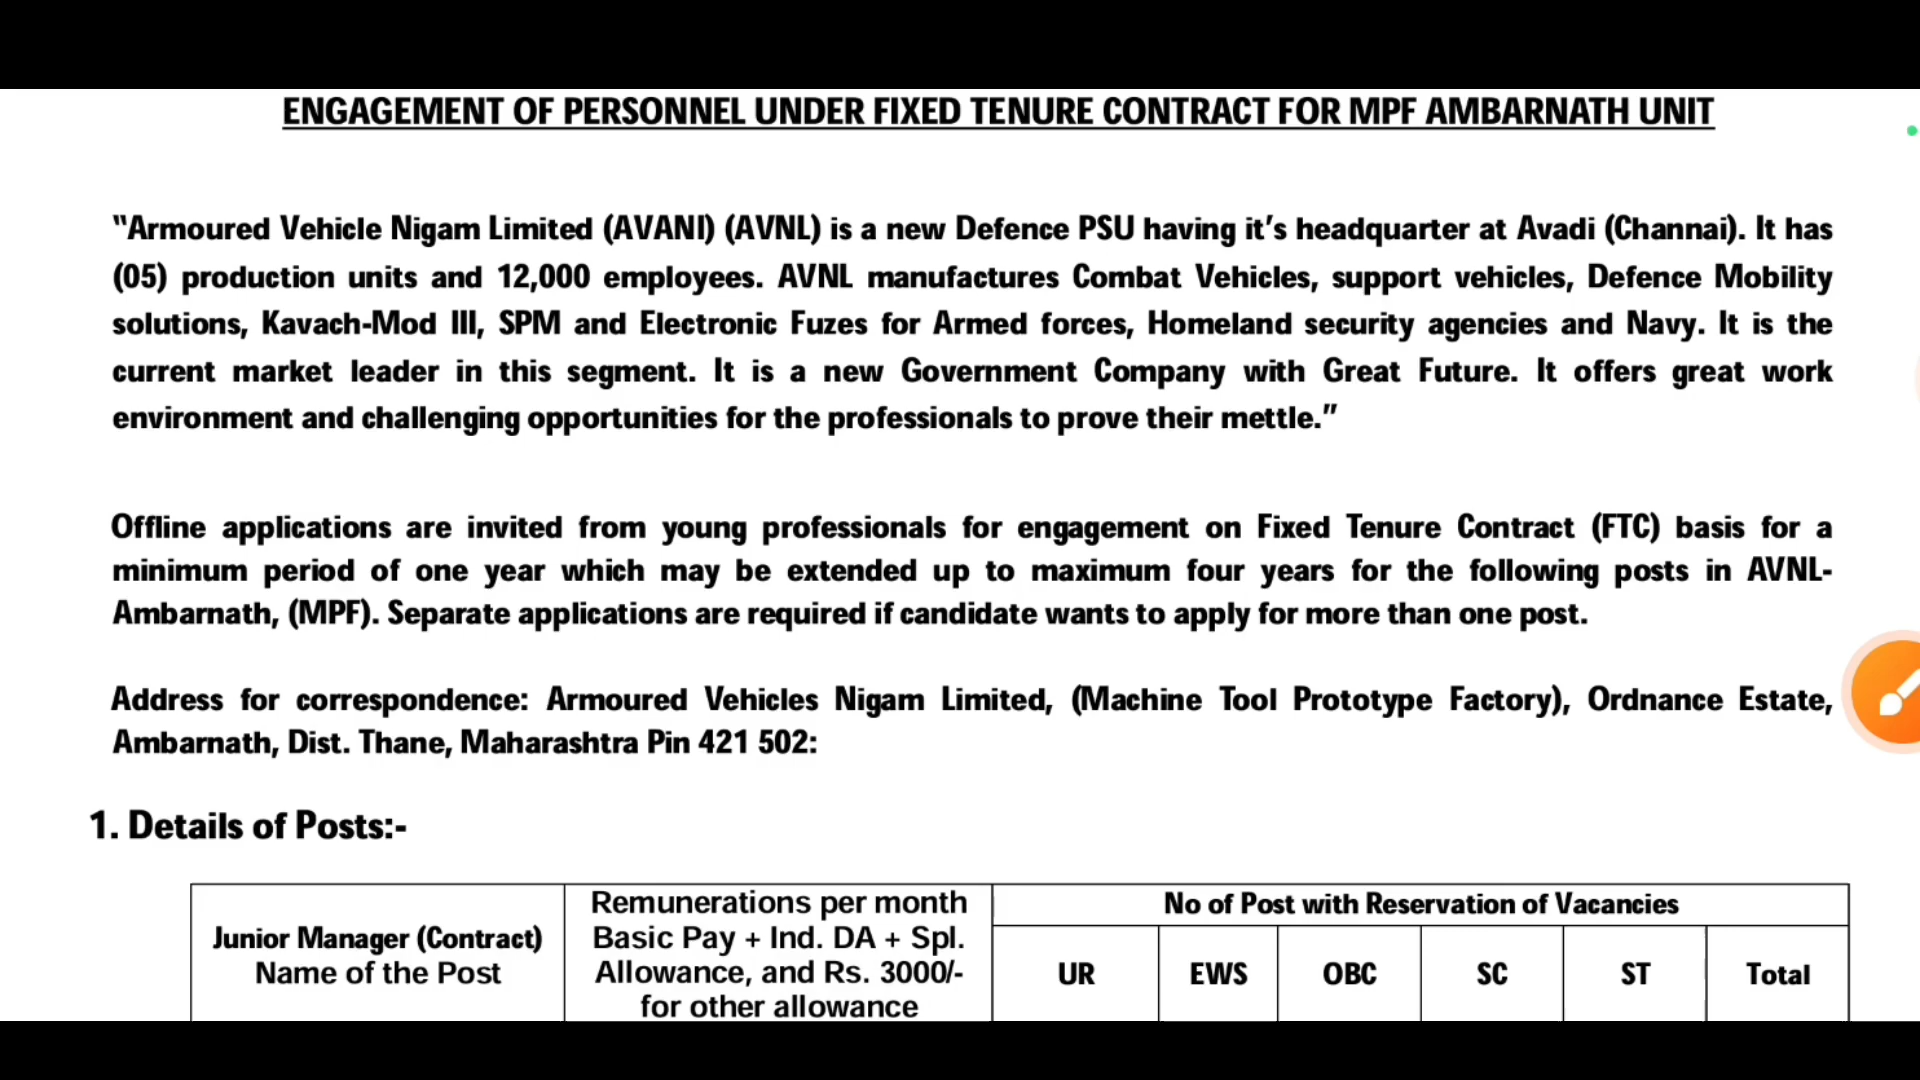 ENGAGEMENT OF PERSONNEL UNDER FIXED TENURE CONTRACT FOR MPF AMBARNATH UNIT
“Armoured Vehicle Nigam Limited (AVANI) (AVNL) is a new Defence PSU having it’s headquarter at Avadi (Channai). It has
(05) production units and 12,000 employees. AVNL manufactures Combat Vehicles, support vehicles, Defence Mobility
solutions, Kavach-Mod III, SPM and Electronic Fuzes for Armed forces, Homeland security agencies and Navy. It is the
current market leader in this segment. It is a new Government Company with Great Future. It offers great work
environment and challenging opportunities for the professionals to prove their mettle.”
Offline applications are invited from young professionals for engagement on Fixed Tenure Contract (FTC) basis for a
minimum period of one year which may be extended up to maximum four years for the following posts in AVNL-
Ambarnath, (MPF). Separate applications are required if candidate wants to apply for more than one post.
Address for correspondence: Armoured Vehicles Nigam Limited, (Machine Tool Prototype Factory), Ordnance Estate,
Ambarnath, Dist. Thane, Maharashtra Pin 421 502:
1. Details of Posts:-
Junior Manager (Contract)
Name of the Post
Remunerations per month
Basic Pay + Ind. DA + Spl.
Allowance, and Rs. 3000/-
for other allowance
No of Post with Reservation of Vacancies
UR EWS OBC SC ST Total